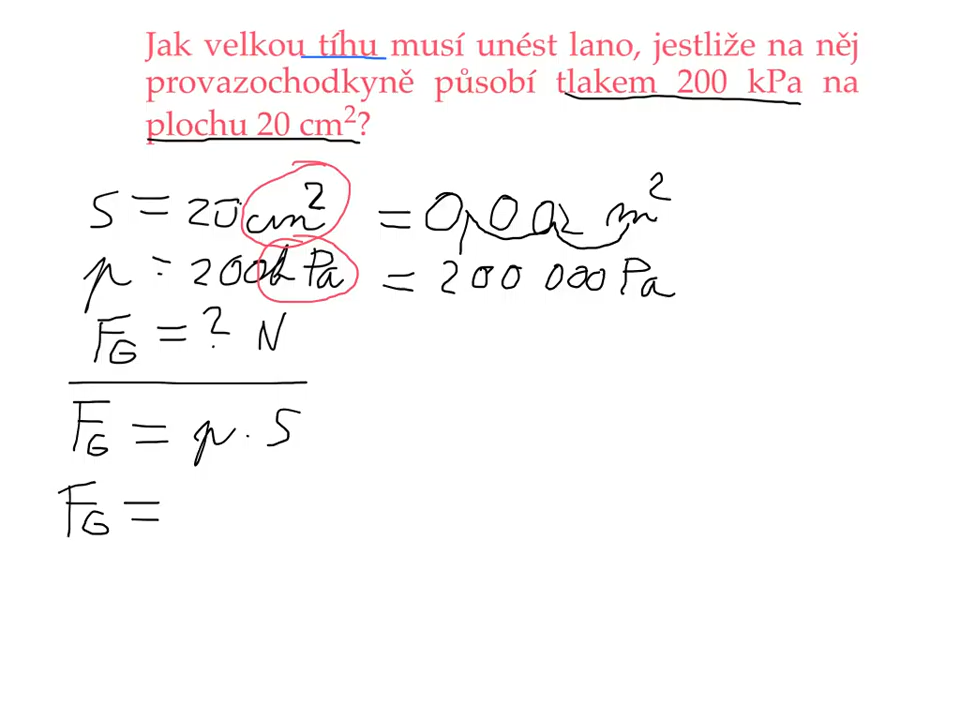 Jak velkou tíhu musí unést lano, jestliže na něj
provazochodkyně působí tlakem 200 kPa na
plochu 20 cm²?
S = 20 cm² = 0,002 m²
p = 200 kPa = 200 000 Pa
F_G = ? N
F_G = p · S
F_G =